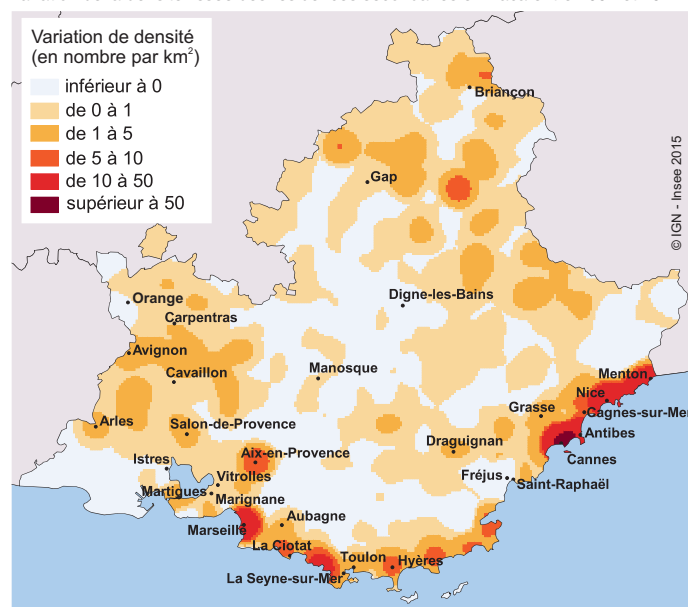 Variation de densité
(en nombre par km²)
inférieur à 0
de 0 à 1
de 1 à 5
de 5 à 10
de 10 à 50
supérieur à 50
© IGN - Insee 2015
Briançon
Gap
Digne-les-Bains
Orange
Carpentras
Avignon
Cavaillon
Manosque
Menton
Nice
Grasse
Cagnes-sur-Mer
Arles
Salon-de-Provence
Draguignan
Antibes
Istres
Aix-en-Provence
Cannes
Vitrolles
Fréjus
Saint-Raphaël
Martigues
Marignane
Marseille
Aubagne
La Ciotat
Toulon
Hyères
La Seyne-sur-Mer